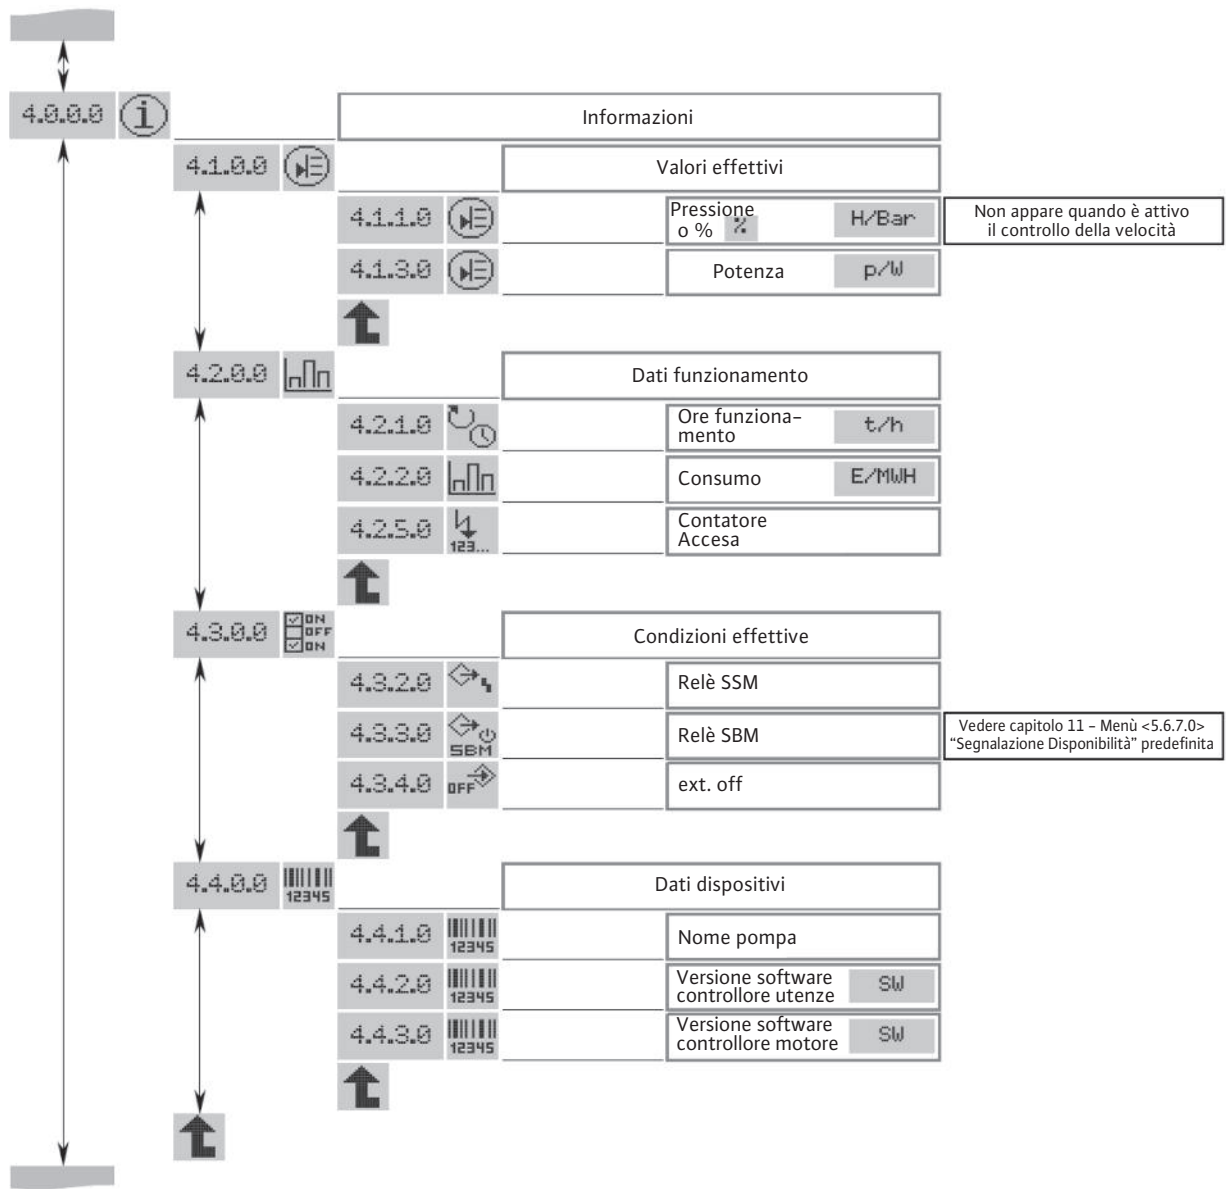 4.0.0.0 i Informazioni
4.1.0.0 Valori effettivi
4.1.1.0 Pressione
o % % H/Bar
Non appare quando è attivo
il controllo della velocità
4.1.3.0 Potenza p/W
4.2.0.0 Dati funzionamento
4.2.1.0 Ore funziona-
mento t/h
4.2.2.0 Consumo E/MWH
4.2.5.0 123... Contatore
Accesa
4.3.0.0 ON
OFF
ON
Condizioni effettive
4.3.2.0 Relè SSM
4.3.3.0 SBM Relè SBM
Vedere capitolo 11 – Menù <5.6.7.0>
"Segnalazione Disponibilità" predefinita
4.3.4.0 OFF ext. off
4.4.0.0 12345 Dati dispositivi
4.4.1.0 12345 Nome pompa
4.4.2.0 12345 Versione software
controllore utenze SW
4.4.3.0 12345 Versione software
controllore motore SW